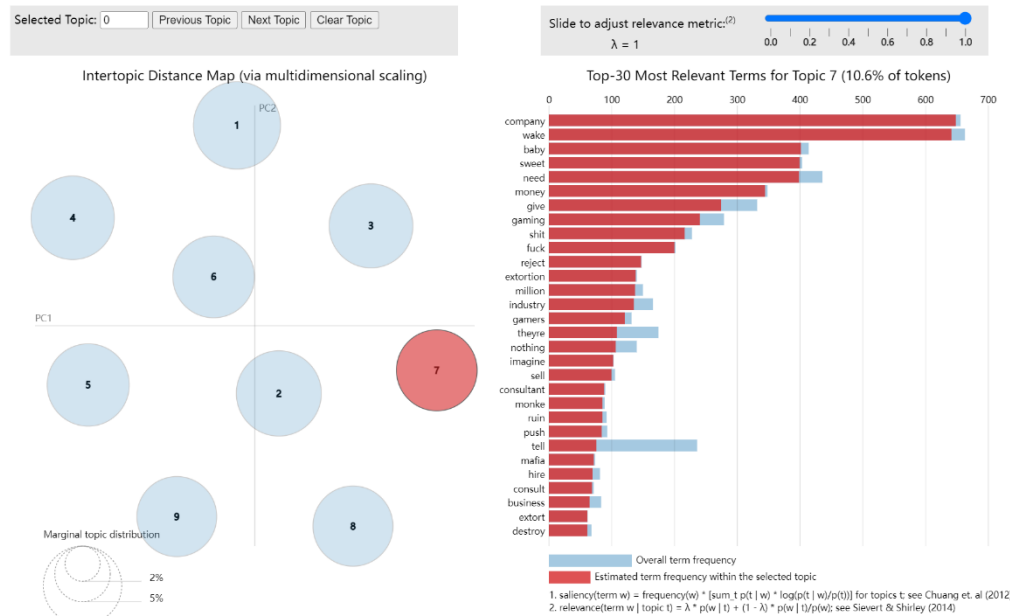 Selected Topic: 0 Previous Topic Next Topic Clear Topic
Slide to adjust relevance metric:(2)
λ = 1
0.0 0.2 0.4 0.6 0.8 1.0
Intertopic Distance Map (via multidimensional scaling)
PC2
PC1
1
4
3
6
7
5
2
9
8
Marginal topic distribution
2%
5%
Top-30 Most Relevant Terms for Topic 7 (10.6% of tokens)
0 100 200 300 400 500 600 700
company
wake
baby
sweet
need
money
give
gaming
shit
fuck
reject
extortion
million
industry
gamers
theyre
nothing
imagine
sell
consultant
monke
ruin
push
tell
mafia
hire
consult
business
extort
destroy
Overall term frequency
Estimated term frequency within the selected topic
1. saliency(term w) = frequency(w) * [sum_t p(t | w) * log(p(t | w)/p(t))] for topics t; see Chuang et. al (2012
2. relevance(term w | topic t) = λ * p(w | t) + (1 - λ) * p(w | t)/p(w); see Sievert & Shirley (2014)